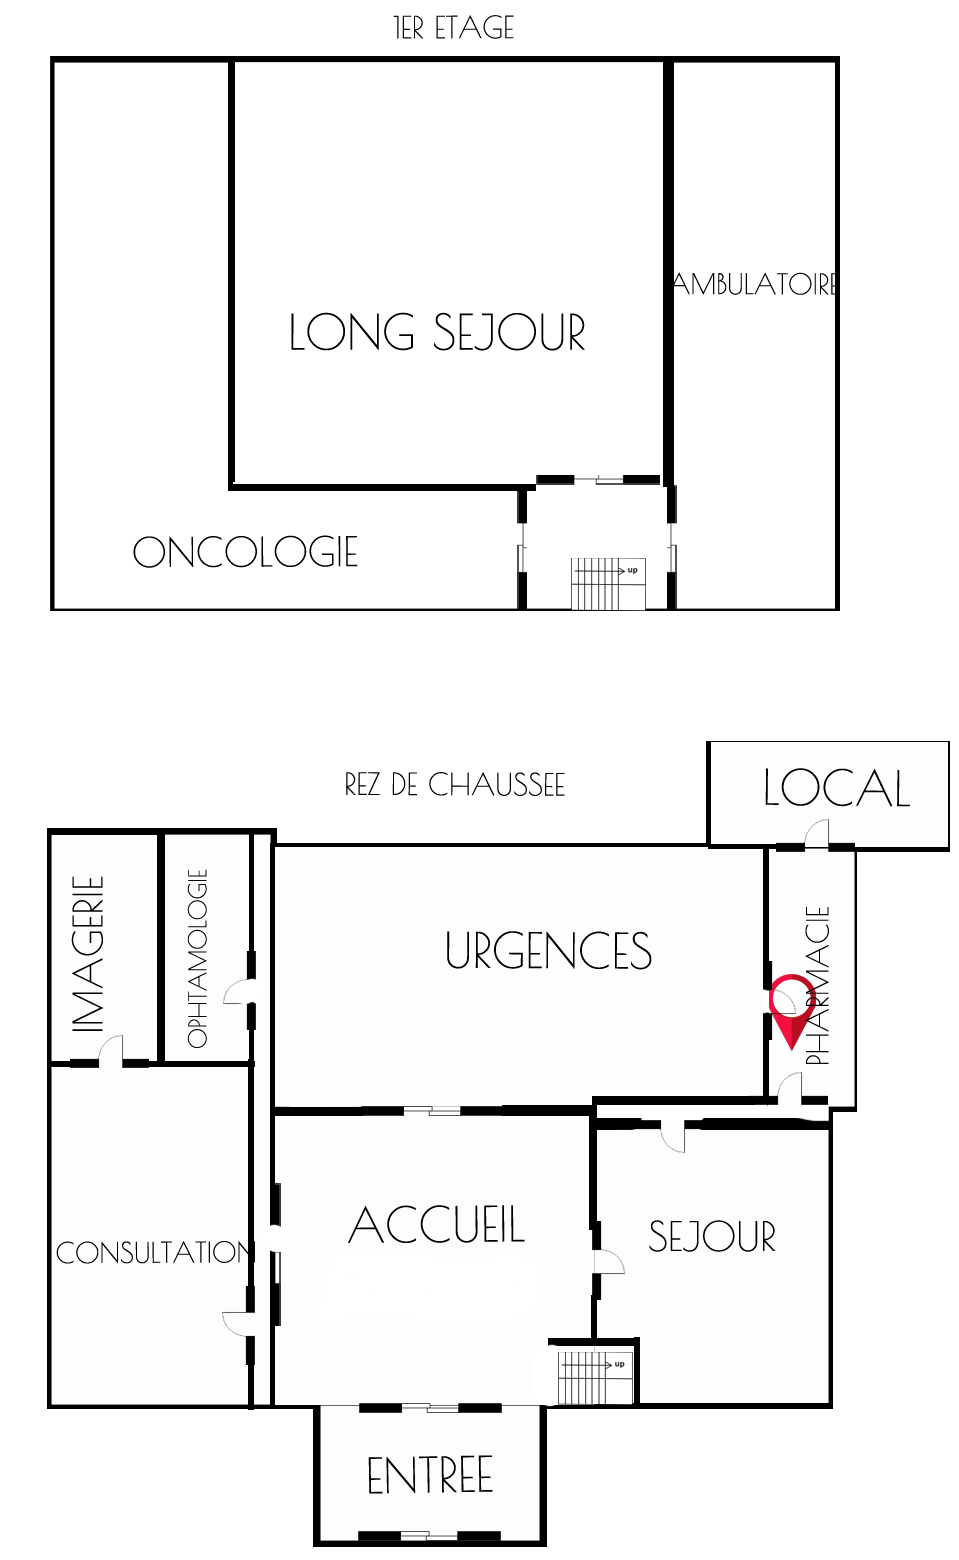 1ER ETAGE
AMBULATOIRE
LONG SEJOUR
ONCOLOGIE
up
REZ DE CHAUSSEE
LOCAL
IMAGERIE
OPHTAMOLOGIE
URGENCES
PHARMACIE
ACCUEIL
SEJOUR
CONSULTATION
up
ENTREE